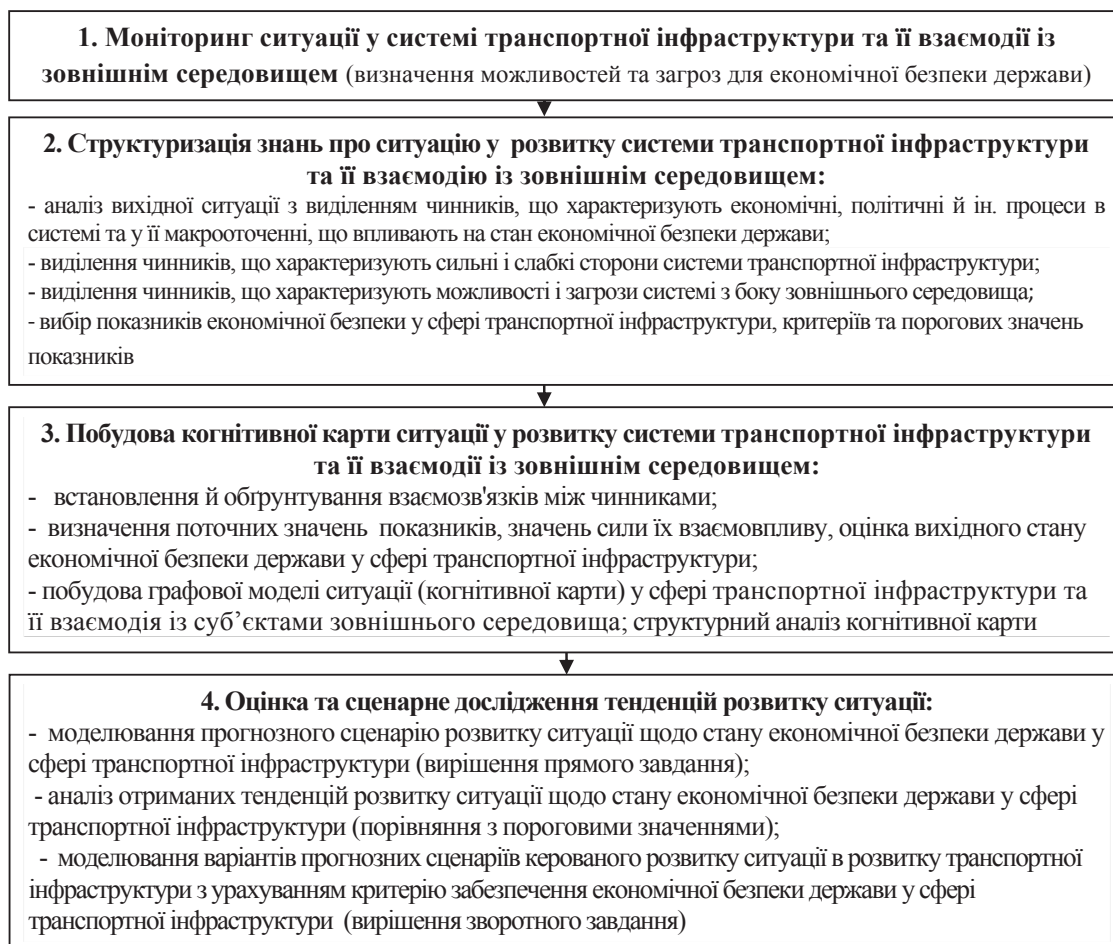 1. Моніторинг ситуації у системі транспортної інфраструктури та її взаємодії із
зовнішнім середовищем (визначення можливостей та загроз для економічної безпеки держави)
2. Структуризація знань про ситуацію у розвитку системи транспортної інфраструктури
та її взаємодію із зовнішнім середовищем:
- аналіз вихідної ситуації з виділенням чинників, що характеризують економічні, політичні й ін. процеси в
системі та у її макрооточенні, що впливають на стан економічної безпеки держави;
- виділення чинників, що характеризують сильні і слабкі сторони системи транспортної інфраструктури;
- виділення чинників, що характеризують можливості і загрози системі з боку зовнішнього середовища;
- вибір показників економічної безпеки у сфері транспортної інфраструктури, критеріїв та порогових значень
показників
3. Побудова когнітивної карти ситуації у розвитку системи транспортної інфраструктури
та її взаємодії із зовнішнім середовищем:
- встановлення й обґрунтування взаємозв'язків між чинниками;
- визначення поточних значень показників, значень сили їх взаємовпливу, оцінка вихідного стану
економічної безпеки держави у сфері транспортної інфраструктури;
- побудова графової моделі ситуації (когнітивної карти) у сфері транспортної інфраструктури та
її взаємодія із суб’єктами зовнішнього середовища; структурний аналіз когнітивної карти
4. Оцінка та сценарне дослідження тенденцій розвитку ситуації:
- моделювання прогнозного сценарію розвитку ситуації щодо стану економічної безпеки держави у
сфері транспортної інфраструктури (вирішення прямого завдання);
- аналіз отриманих тенденцій розвитку ситуації щодо стану економічної безпеки держави у сфері
транспортної інфраструктури (порівняння з пороговими значеннями);
- моделювання варіантів прогнозних сценаріїв керованого розвитку ситуації в розвитку транспортної
інфраструктури з урахуванням критерію забезпечення економічної безпеки держави у сфері
транспортної інфраструктури (вирішення зворотного завдання)